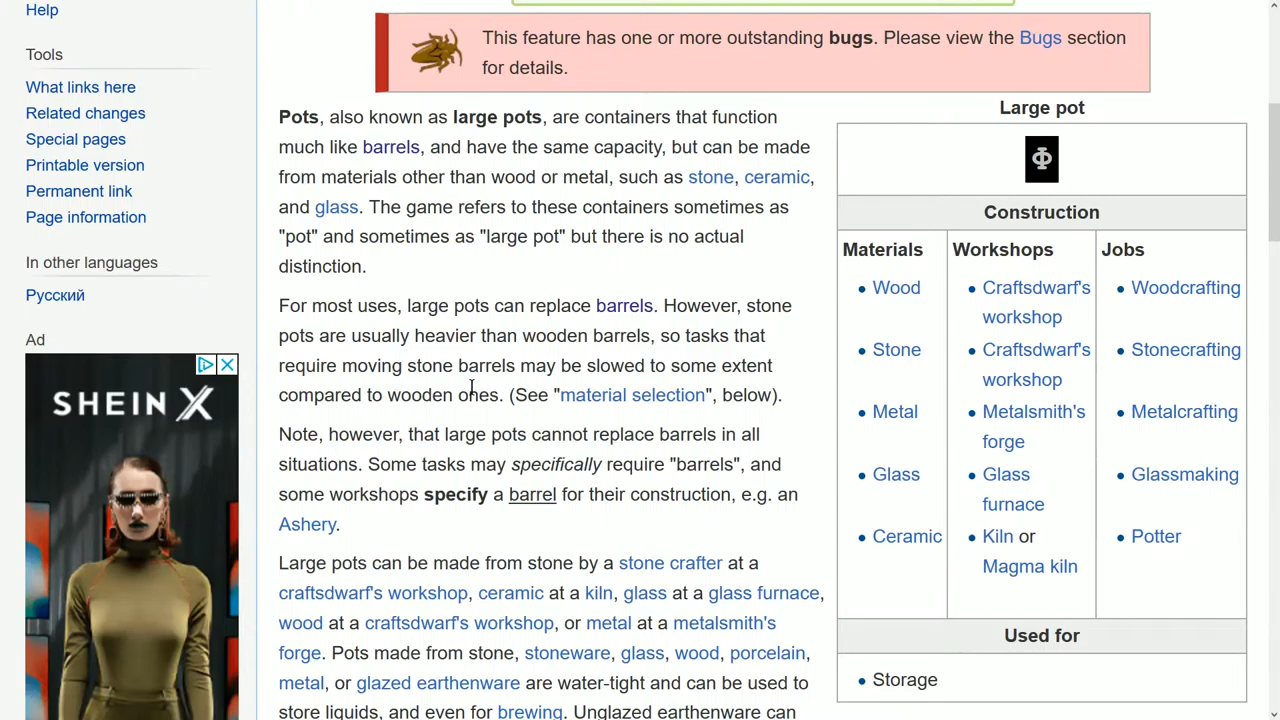 Help
Tools
What links here
Related changes
Special pages
Printable version
Permanent link
Page information
In other languages
Русский
Ad
SHEIN X
This feature has one or more outstanding bugs. Please view the Bugs section
for details.
Pots, also known as large pots, are containers that function
much like barrels, and have the same capacity, but can be made
from materials other than wood or metal, such as stone, ceramic,
and glass. The game refers to these containers sometimes as
"pot" and sometimes as "large pot" but there is no actual
distinction.
For most uses, large pots can replace barrels. However, stone
pots are usually heavier than wooden barrels, so tasks that
require moving stone barrels may be slowed to some extent
compared to wooden ones. (See "material selection", below).
Note, however, that large pots cannot replace barrels in all
situations. Some tasks may specifically require "barrels", and
some workshops specify a barrel for their construction, e.g. an
Ashery.
Large pots can be made from stone by a stone crafter at a
craftsdwarf's workshop, ceramic at a kiln, glass at a glass furnace,
wood at a craftsdwarf's workshop, or metal at a metalsmith's
forge. Pots made from stone, stoneware, glass, wood, porcelain,
metal, or glazed earthenware are water-tight and can be used to
store liquids, and even for brewing. Unglazed earthenware can
Large pot
Φ
Construction
Materials Workshops Jobs
• Wood • Craftsdwarf's • Woodcrafting
workshop
• Stone • Craftsdwarf's • Stonecrafting
workshop
• Metal • Metalsmith's • Metalcrafting
forge
• Glass • Glass • Glassmaking
furnace
• Ceramic • Kiln or • Potter
Magma kiln
Used for
• Storage